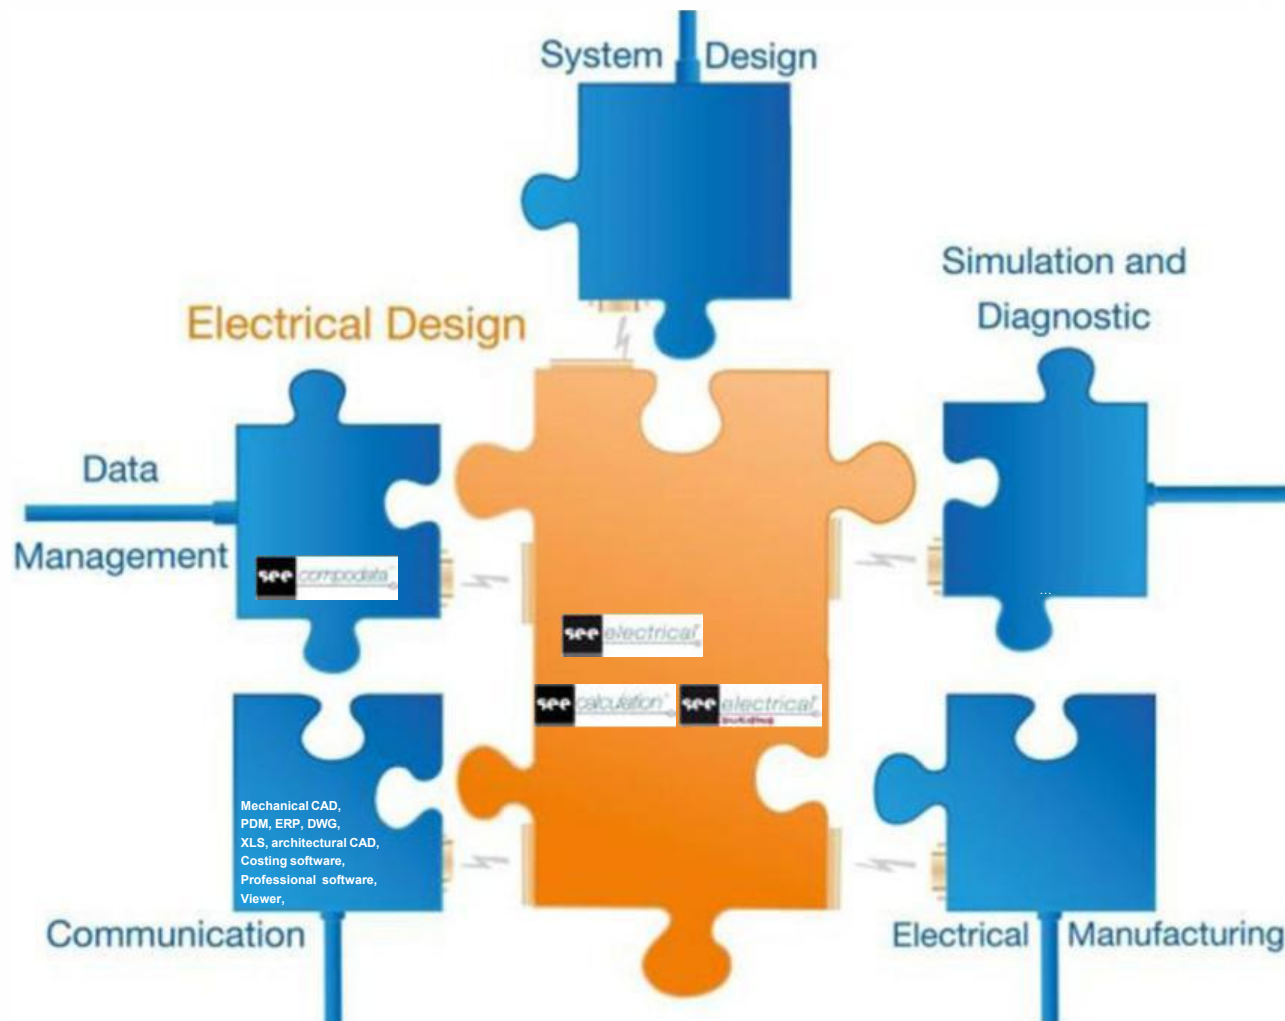 System Design
Simulation and
Diagnostic
Electrical Design
Data
Management
see compodata
...
see electrical
see calculation
see electrical
building
Mechanical CAD,
PDM, ERP, DWG,
XLS, architectural CAD,
Costing software,
Professional software,
Viewer,
Communication
Electrical Manufacturing